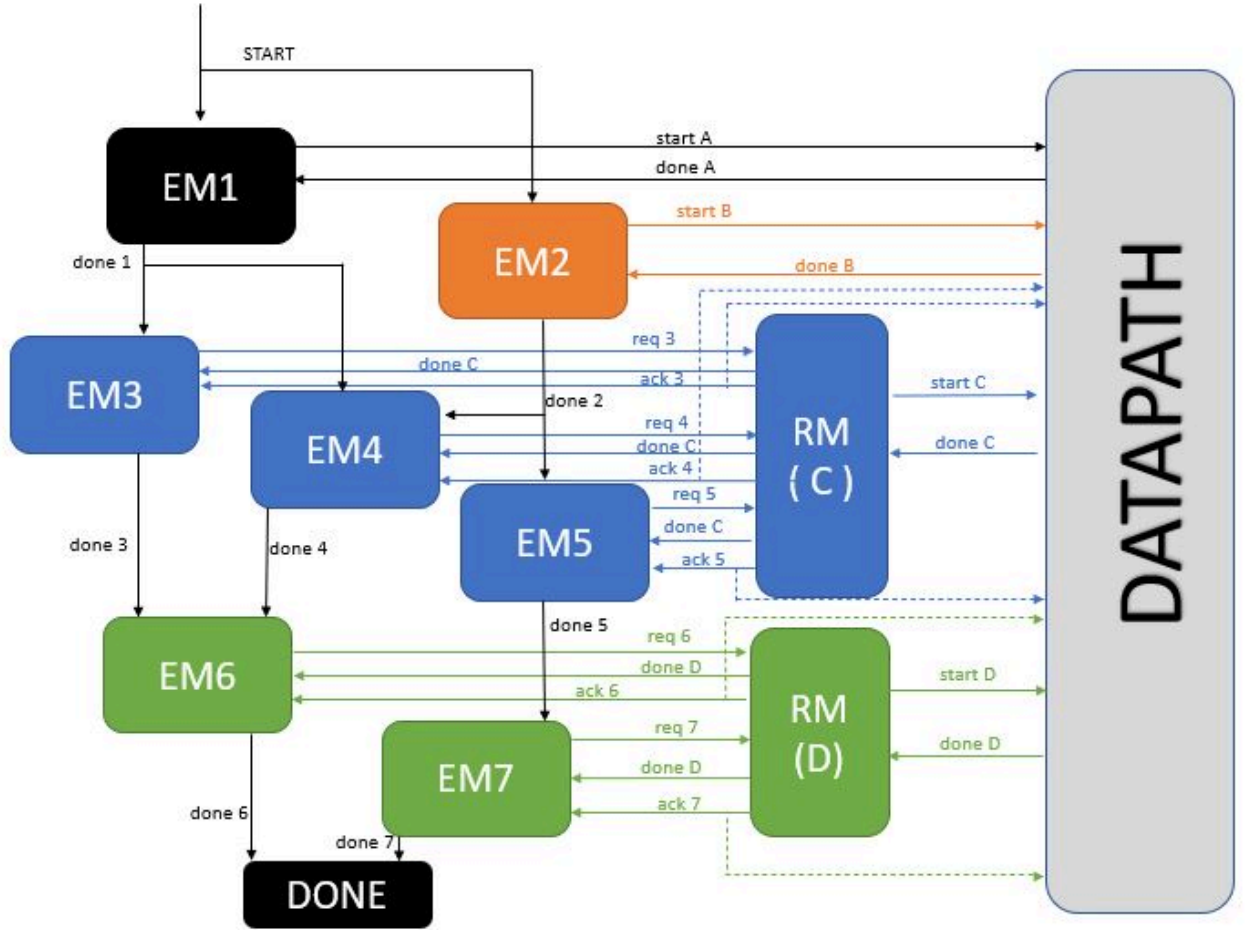 START
start A
done A
EM1
start B
done 1
EM2
done B
req 3
done C
ack 3
EM3
start C
done 2
req 4
RM
( C )
EM4
done C
done C
ack 4
req 5
done C
EM5
done 3
done 4
ack 5
DATAPATH
done 5
req 6
EM6
done D
ack 6
start D
RM
(D)
req 7
done D
EM7
done D
ack 7
done 6
done 7
DONE